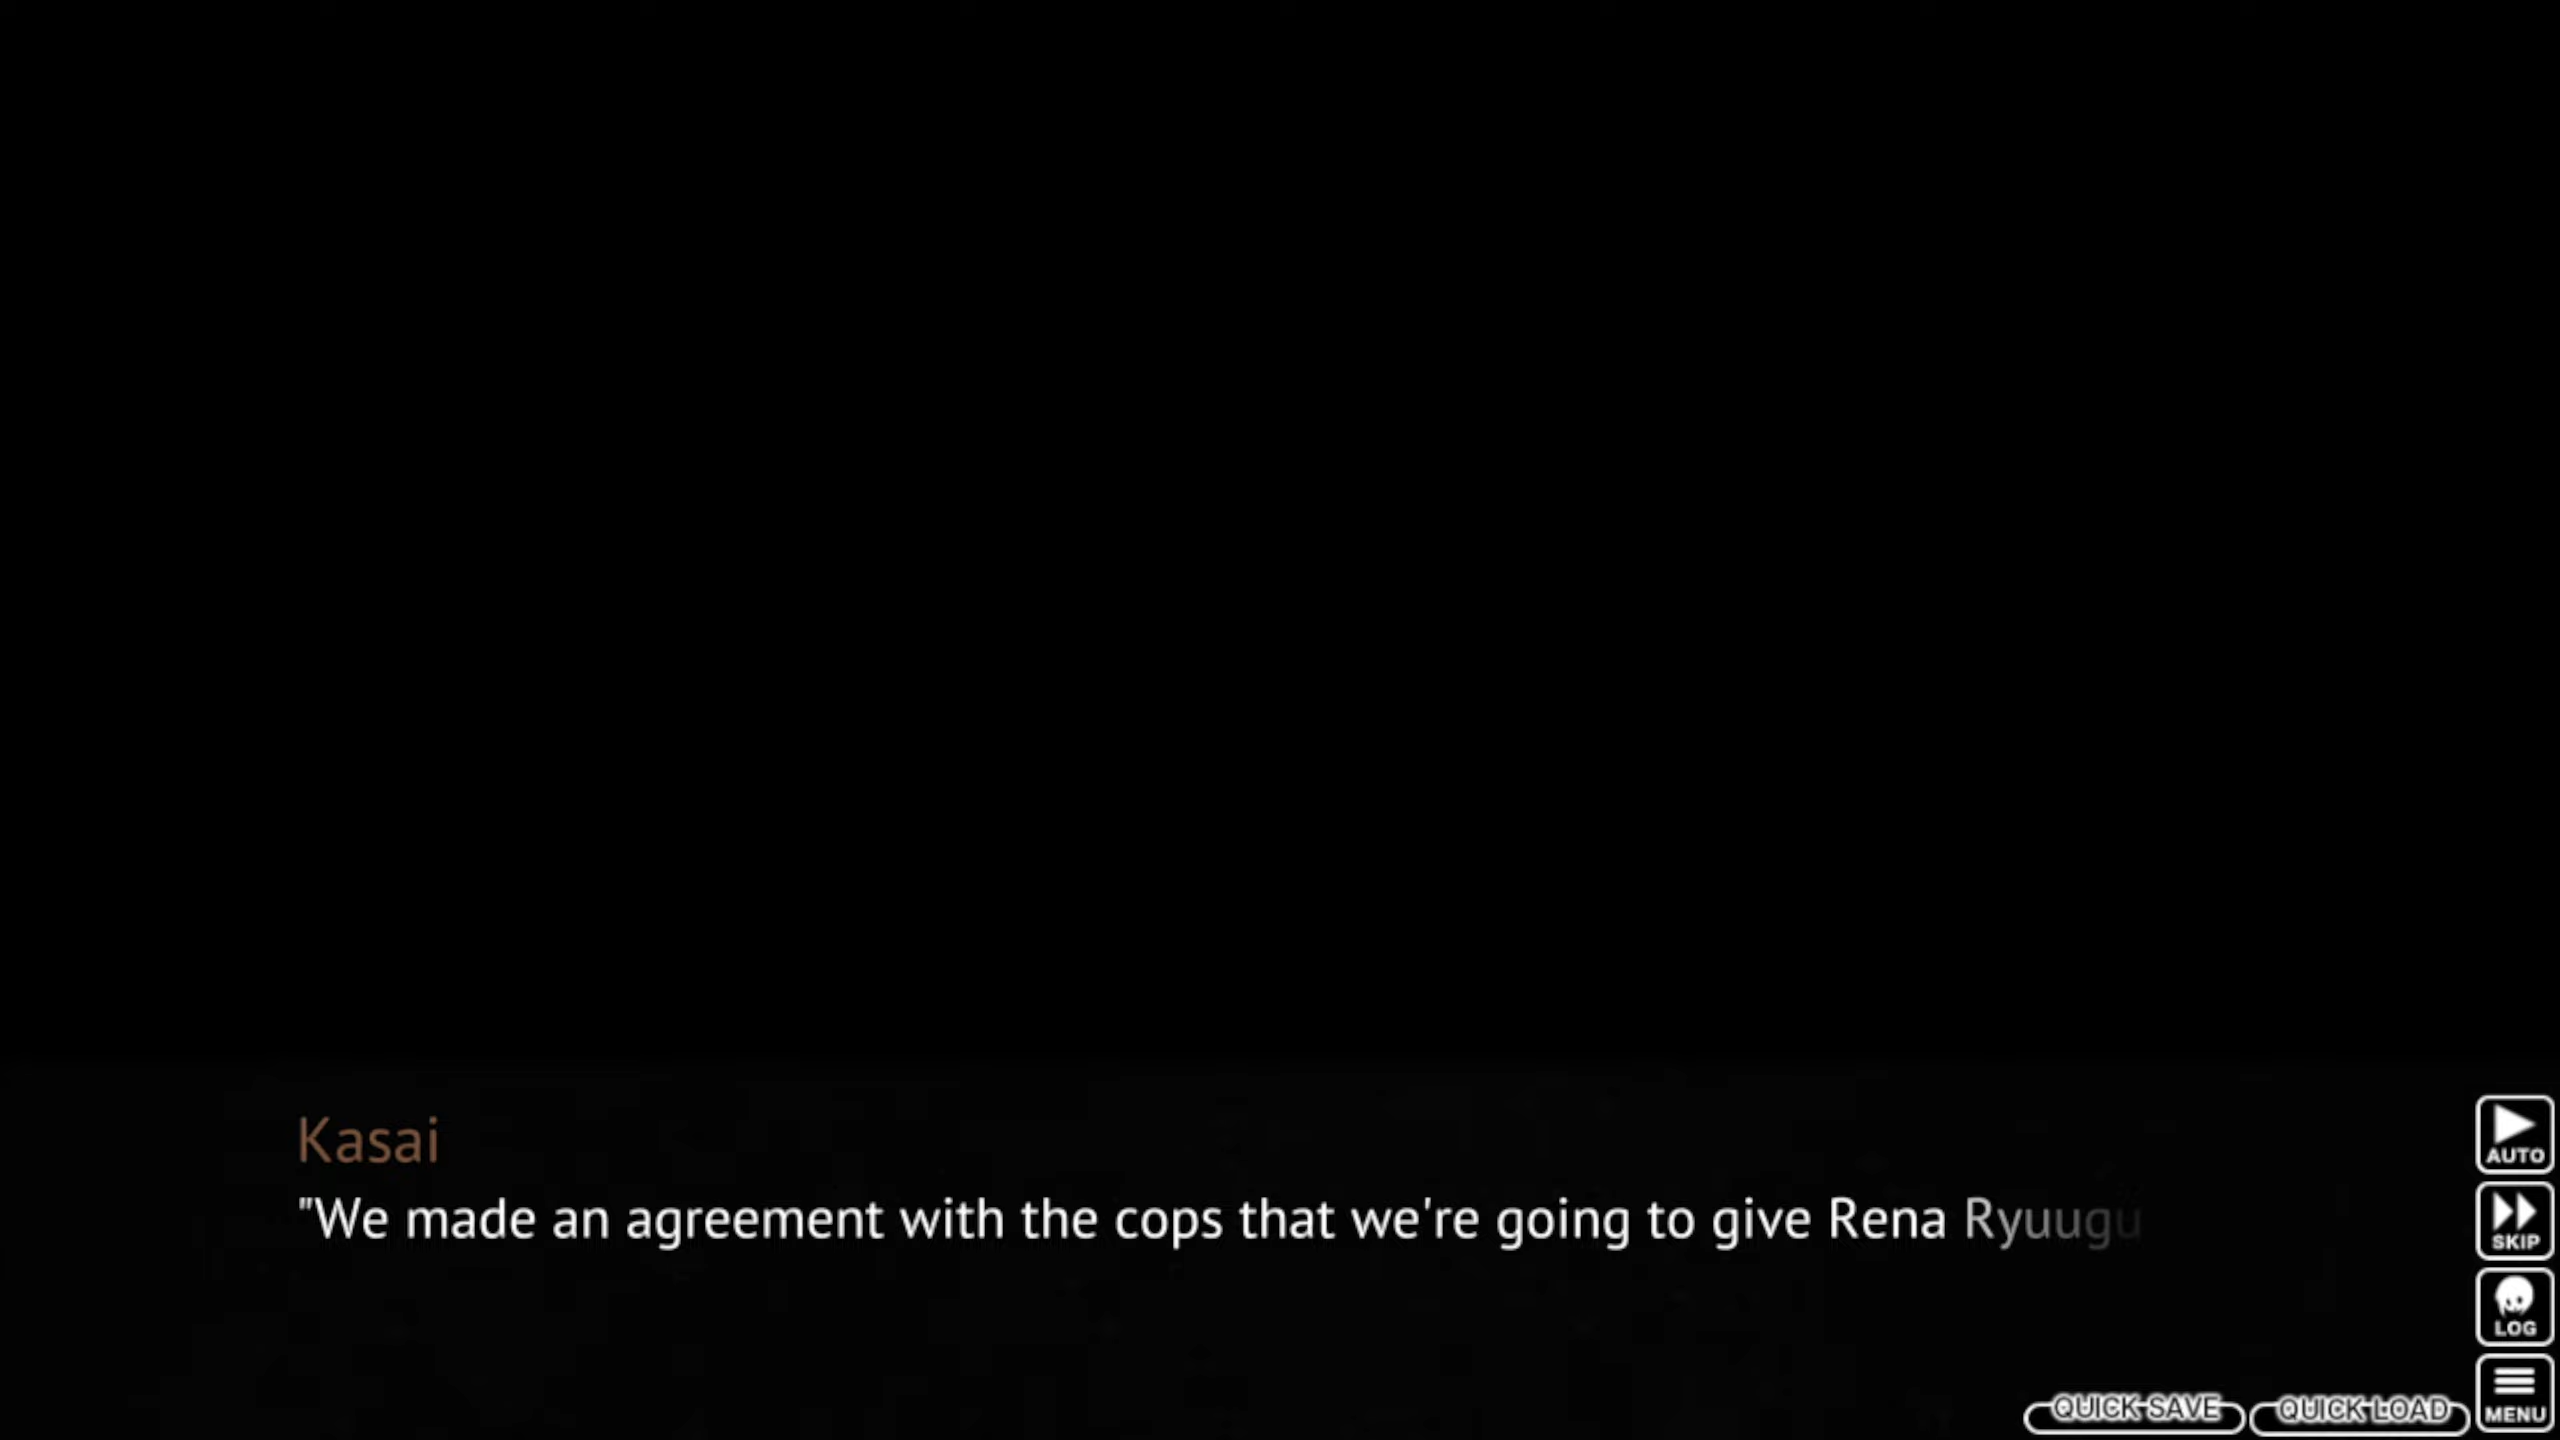 Kasai
"We made an agreement with the cops that we're going to give Rena Ryuugu
AUTO
SKIP
LOG
QUICK SAVE
QUICK LOAD
MENU